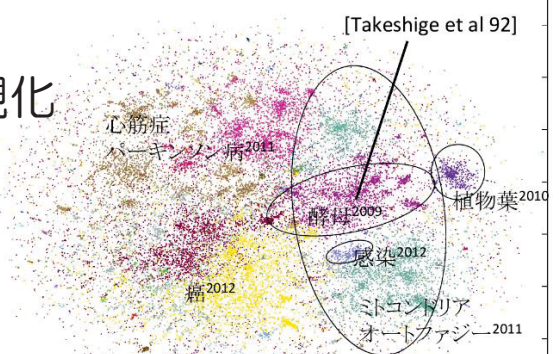 [Takeshige et al 92]
視化
心筋症
パーキンソン病2011
植物葉2010
酵母2009
感染2012
癌2012
ミトコンドリア
オートファジー2011